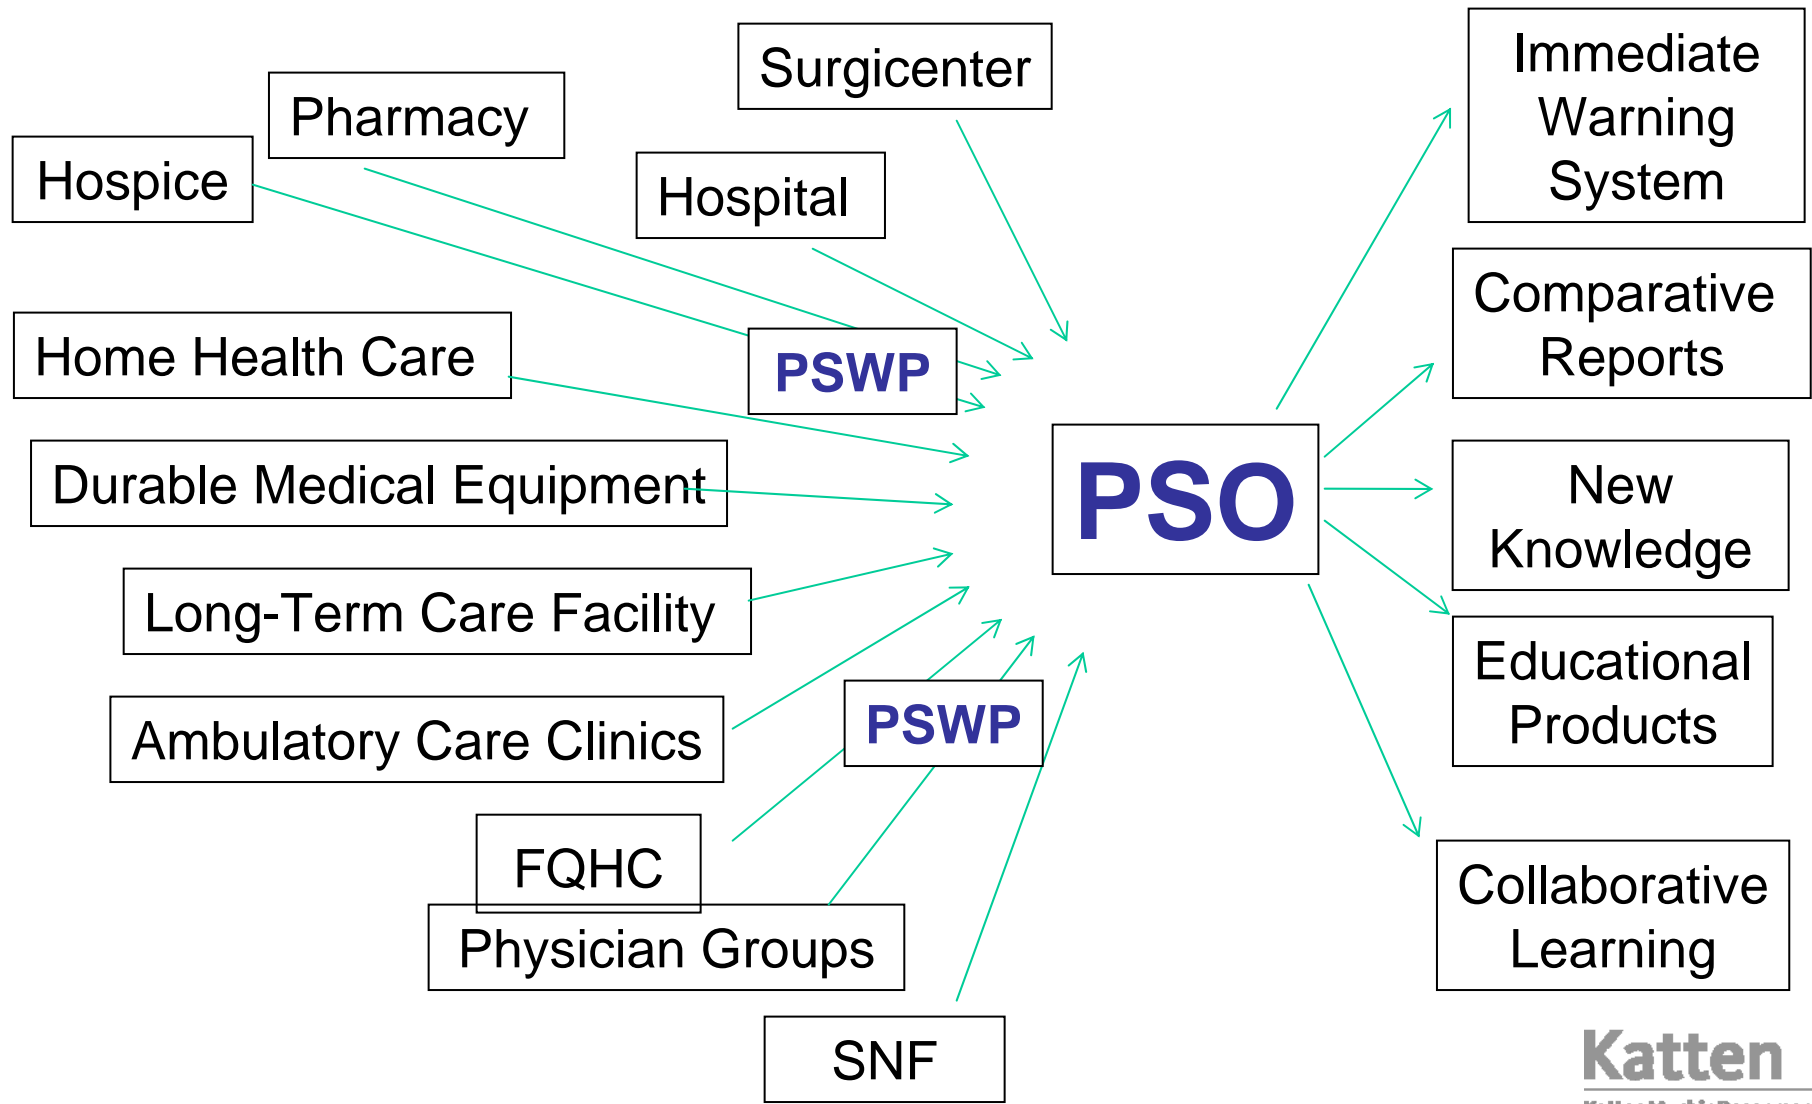 Surgicenter
Pharmacy
Hospice
Hospital
Home Health Care
PSWP
Durable Medical Equipment
Long-Term Care Facility
Ambulatory Care Clinics
PSWP
FQHC
Physician Groups
SNF
PSO
Immediate
Warning
System
Comparative
Reports
New
Knowledge
Educational
Products
Collaborative
Learning
Katten